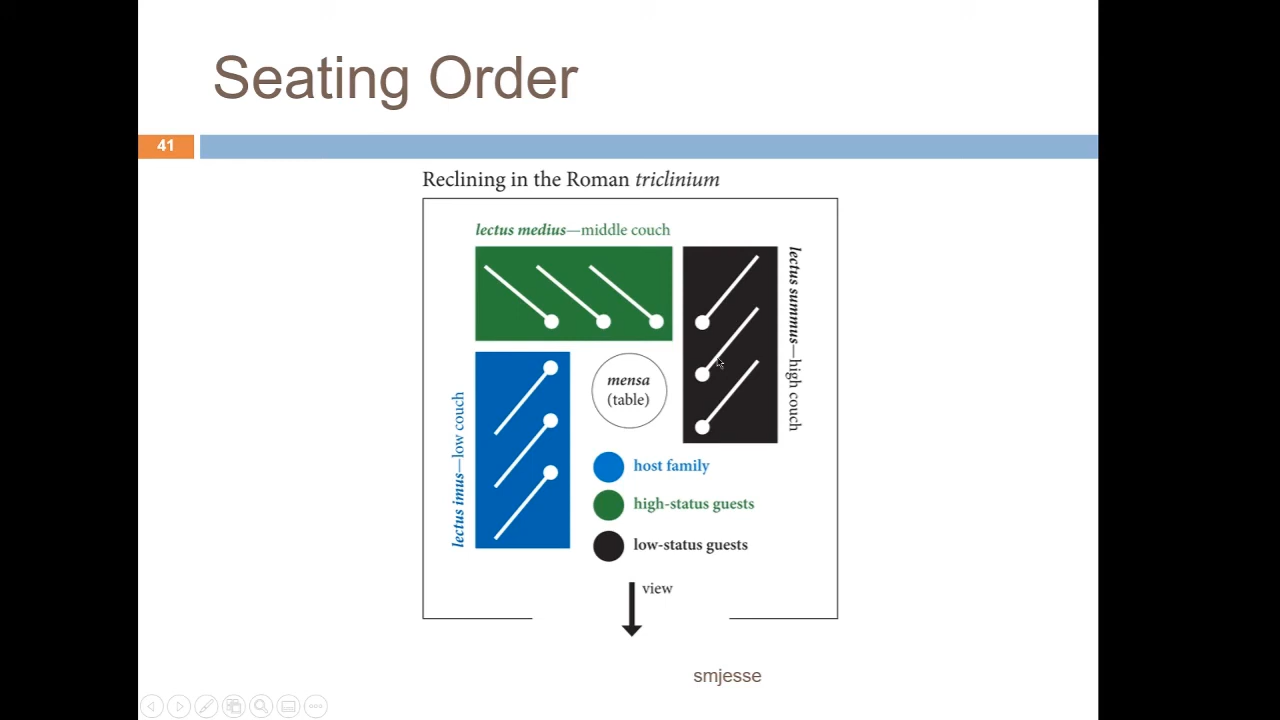 Seating Order
41
Reclining in the Roman triclinium
lectus medius—middle couch
lectus summus—high couch
mensa
(table)
lectus imus—low couch
host family
high-status guests
low-status guests
view
smjesse